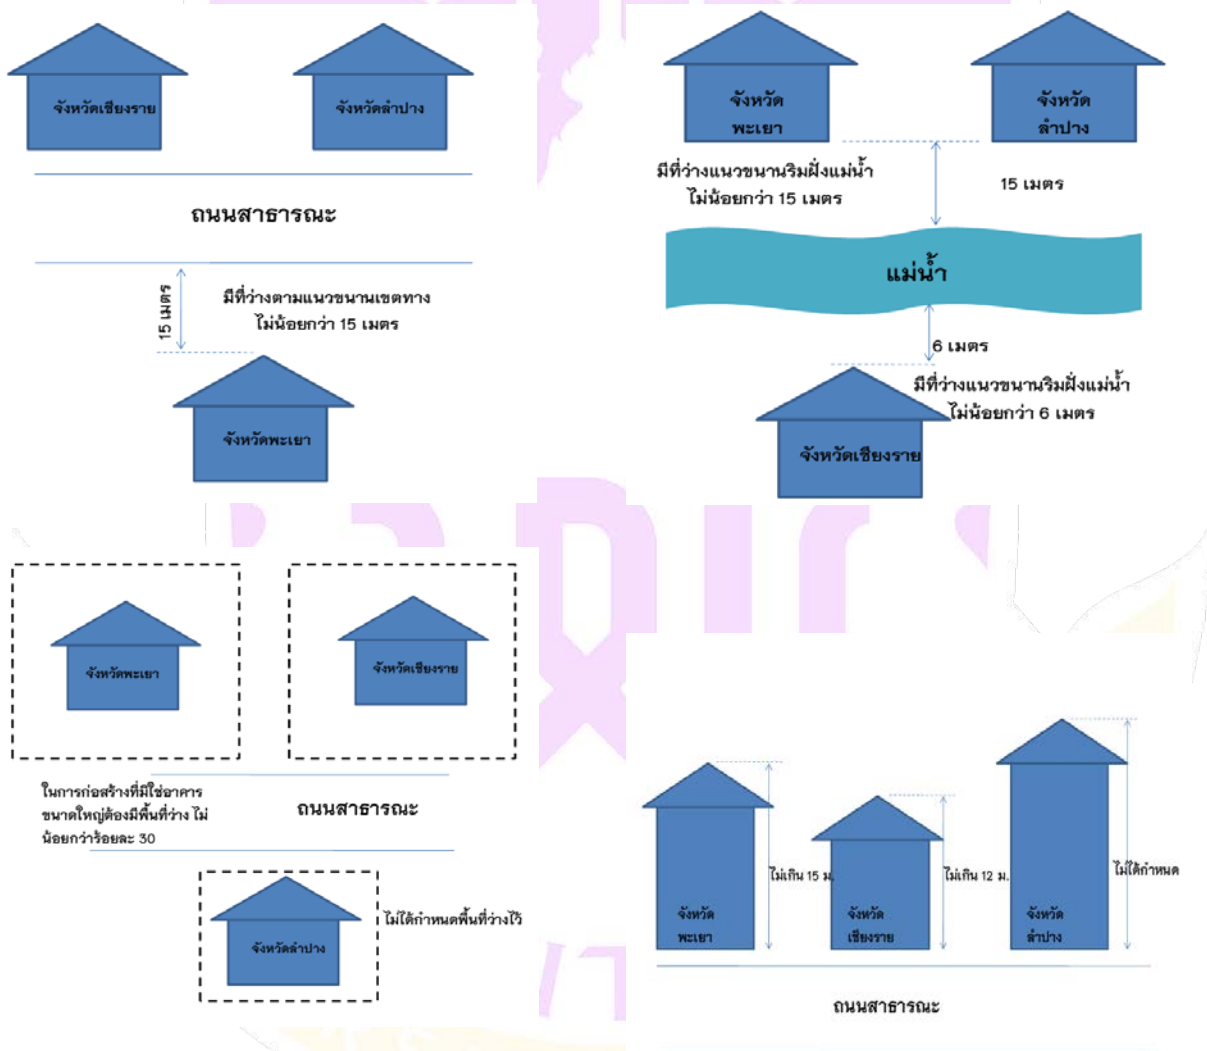 จังหวัดเชียงราย
จังหวัดลำปาง
ถนนสาธารณะ
15 เมตร
มีที่ว่างตามแนวขนานเขตทาง
ไม่น้อยกว่า 15 เมตร
จังหวัดพะเยา
จังหวัด
พะเยา
จังหวัด
ลำปาง
มีที่ว่างแนวขนานริมฝั่งแม่น้ำ
ไม่น้อยกว่า 15 เมตร
15 เมตร
แม่น้ำ
6 เมตร
มีที่ว่างแนวขนานริมฝั่งแม่น้ำ
ไม่น้อยกว่า 6 เมตร
จังหวัดเชียงราย
จังหวัดพะเยา
จังหวัดเชียงราย
ในการก่อสร้างที่มิใช่อาคาร
ขนาดใหญ่ต้องมีพื้นที่ว่าง ไม่
น้อยกว่าร้อยละ 30
ถนนสาธารณะ
จังหวัดลำปาง
ไม่ได้กำหนดพื้นที่ว่างไว้
ไม่เกิน 15 ม.
ไม่เกิน 12 ม.
ไม่ได้กำหนด
จังหวัด
พะเยา
จังหวัด
เชียงราย
จังหวัด
ลำปาง
ถนนสาธารณะ